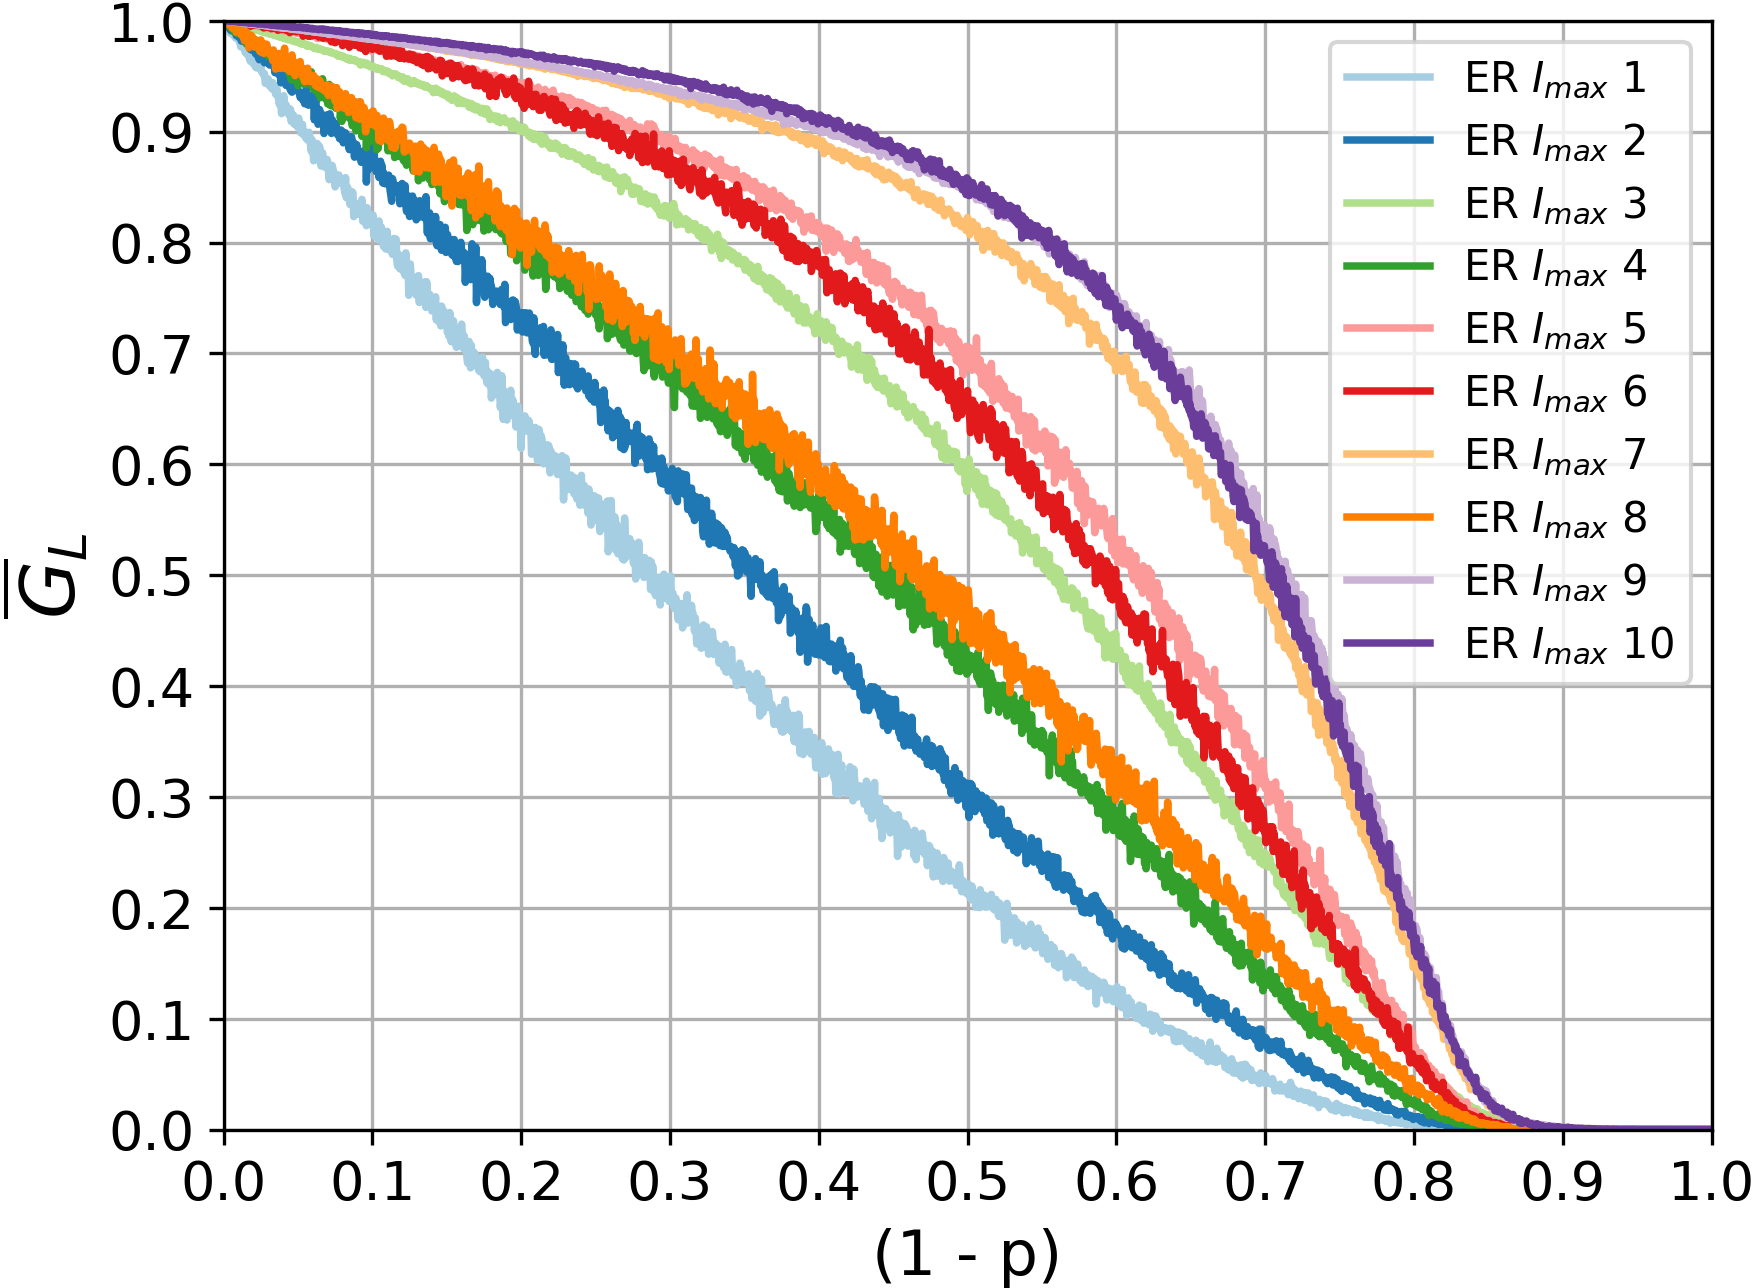 1.0
0.9
0.8
0.7
0.6
0.5
0.4
0.3
0.2
0.1
0.0
G̅L
ER Imax 1
ER Imax 2
ER Imax 3
ER Imax 4
ER Imax 5
ER Imax 6
ER Imax 7
ER Imax 8
ER Imax 9
ER Imax 10
0.0 0.1 0.2 0.3 0.4 0.5 0.6 0.7 0.8 0.9 1.0
(1 - p)